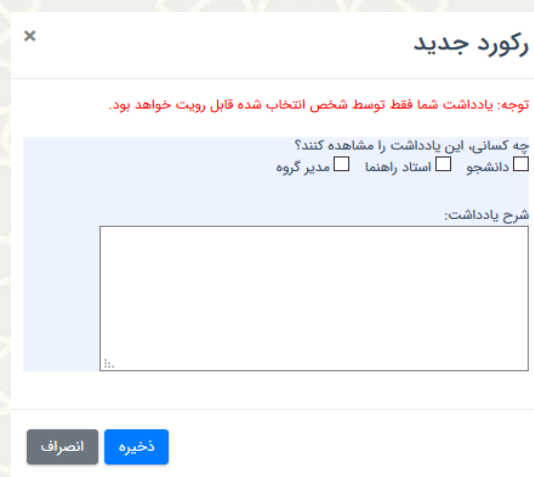 رکورد جدید ×
توجه: یادداشت شما فقط توسط شخص انتخاب شده قابل رویت خواهد بود.
چه کسانی، این یادداشت را مشاهده کنند؟
دانشجو استاد راهنما مدیر گروه
شرح یادداشت:
ذخیره انصراف